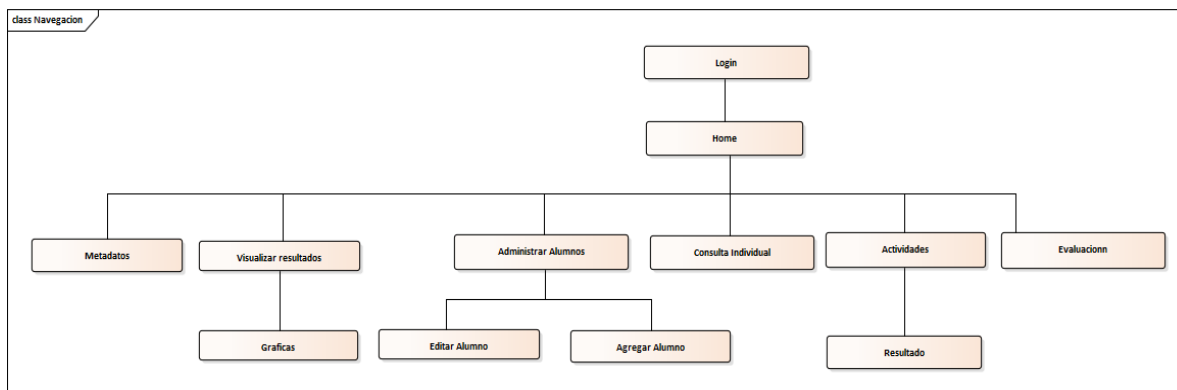 class Navegacion
Login
Home
Metadatos
Visualizar resultados
Administrar Alumnos
Consulta Individual
Actividades
Evaluacionn
Graficas
Editar Alumno
Agregar Alumno
Resultado